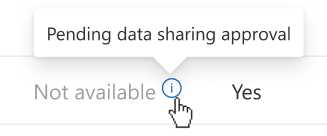 Pending data sharing approval
Not available Yes